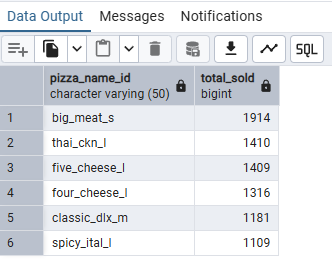 Data Output Messages Notifications
SQL
pizza_name_id total_sold
character varying (50) bigint
1 big_meat_s 1914
2 thai_ckn_l 1410
3 five_cheese_l 1409
4 four_cheese_l 1316
5 classic_dlx_m 1181
6 spicy_ital_l 1109